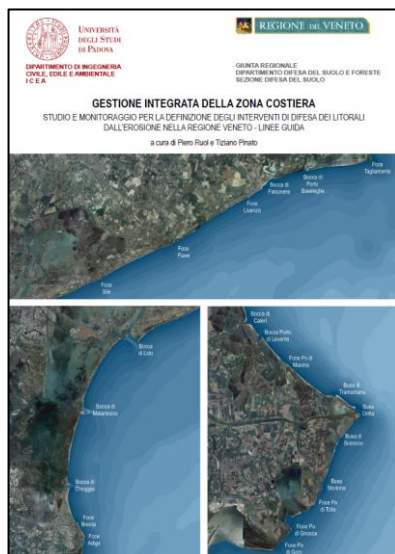 UNIVERSITÀ
DEGLI STUDI
DI PADOVA
REGIONE DEL VENETO
DIPARTIMENTO DI INGEGNERIA
CIVILE, EDILE E AMBIENTALE
I C E A
GIUNTA REGIONALE
DIPARTIMENTO DIFESA DEL SUOLO E FORESTE
SEZIONE DIFESA DEL SUOLO
GESTIONE INTEGRATA DELLA ZONA COSTIERA
STUDIO E MONITORAGGIO PER LA DEFINIZIONE DEGLI INTERVENTI DI DIFESA DEI LITORALI
DALL'EROSIONE NELLA REGIONE VENETO - LINEE GUIDA
a cura di Piero Ruol e Tiziano Pinato
Foce
Tagliamento
Bocca di
Porto
Baseleghe
Bocca di
Falconera
Foce
Livenza
Foce
Piave
Foce
Sile
Bocca
di Lido
Bocca di
Malamocco
Bocca di
Chioggia
Foce
Brenta
Foce
Adige
Bocca di
Caleri
Bocca Porto
di Levante
Foce Po di
Maistra
Busa di
Tramontana
Busa
Dritta
Busa di
Scirocco
Busa
Storiona
Foce Po
di Tolle
Foce Po
di Gnocca
Foce Po
di Goro